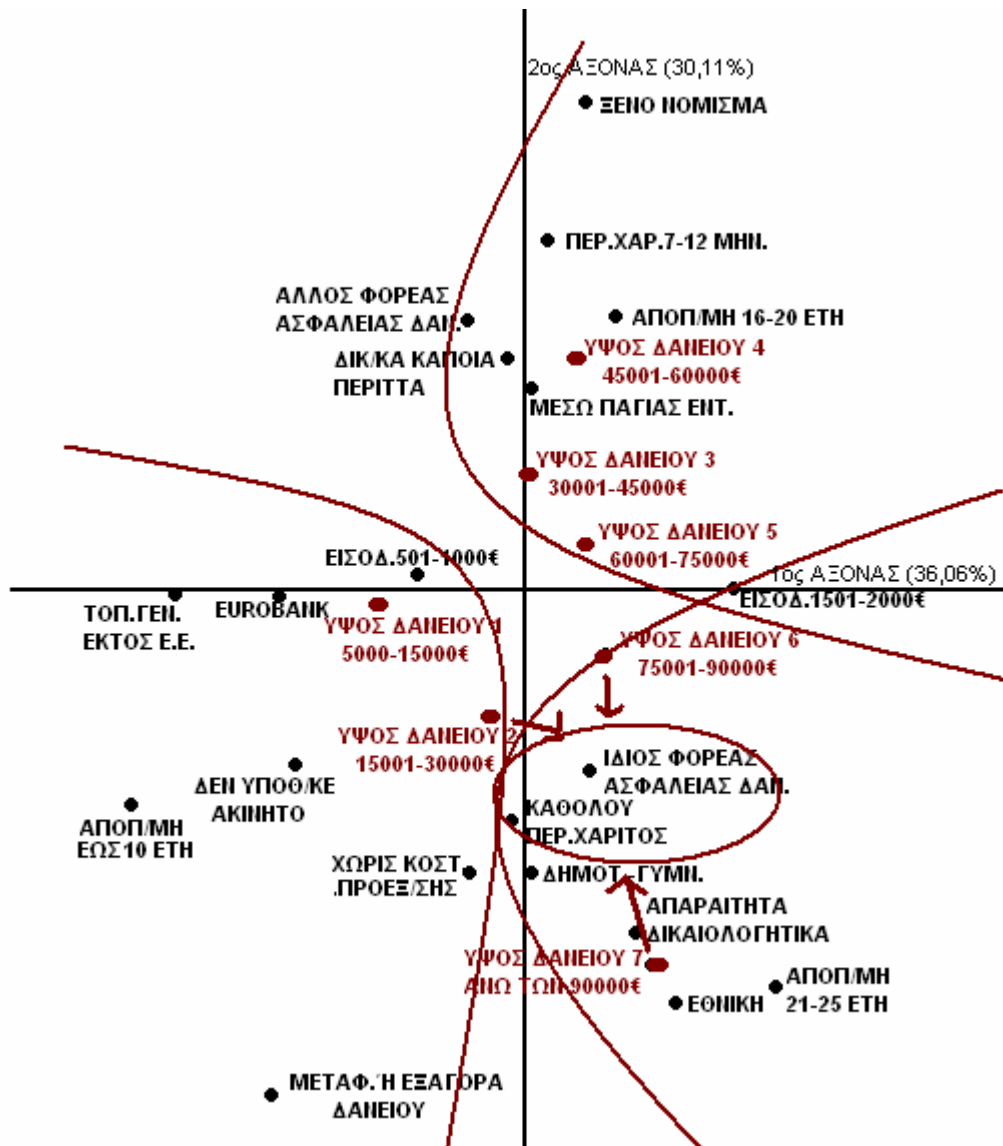 2ος ΑΞΟΝΑΣ (30,11%)
ΞΕΝΟ ΝΟΜΙΣΜΑ
ΠΕΡ.ΧΑΡ.7-12 ΜΗΝ.
ΑΛΛΟΣ ΦΟΡΕΑΣ
ΑΣΦΑΛΕΙΑΣ ΔΑΝ.
ΑΠΟΠ/ΜΗ 16-20 ΕΤΗ
ΥΨΟΣ ΔΑΝΕΙΟΥ 4
45001-60000€
ΔΙΚ/ΚΑ ΚΑΠΟΙΑ
ΠΕΡΙΤΤΑ
ΜΕΣΩ ΠΑΓΙΑΣ ΕΝΤ.
ΥΨΟΣ ΔΑΝΕΙΟΥ 3
30001-45000€
ΥΨΟΣ ΔΑΝΕΙΟΥ 5
60001-75000€
ΕΙΣΟΔ.501-1000€
1ος ΑΞΟΝΑΣ (36,06%)
ΕΙΣΟΔ.1501-2000€
ΤΟΠ.ΓΕΝ.
ΕΚΤΟΣ Ε.Ε.
EUROBANK
ΥΨΟΣ ΔΑΝΕΙΟΥ 1
5000-15000€
ΥΨΟΣ ΔΑΝΕΙΟΥ 6
75001-90000€
ΥΨΟΣ ΔΑΝΕΙΟΥ 2
15001-30000€
ΙΔΙΟΣ ΦΟΡΕΑΣ
ΑΣΦΑΛΕΙΑΣ ΔΑΝ.
ΔΕΝ ΥΠΟΘ/ΚΕ
ΑΚΙΝΗΤΟ
ΑΠΟΠ/ΜΗ
ΕΩΣ10 ΕΤΗ
ΚΑΘΟΛΟΥ
ΠΕΡ.ΧΑΡΙΤΟΣ
ΧΩΡΙΣ ΚΟΣΤ
.ΠΡΟΕΞ/ΣΗΣ
ΔΗΜΟΤ.-ΓΥΜΝ.
ΑΠΑΡΑΙΤΗΤΑ
ΔΙΚΑΙΟΛΟΓΗΤΙΚΑ
ΥΨΟΣ ΔΑΝΕΙΟΥ 7
ΑΝΩ ΤΩΝ 90000€
ΑΠΟΠ/ΜΗ
21-25 ΕΤΗ
ΕΘΝΙΚΗ
ΜΕΤΑΦ.Ή ΕΞΑΓΟΡΑ
ΔΑΝΕΙΟΥ